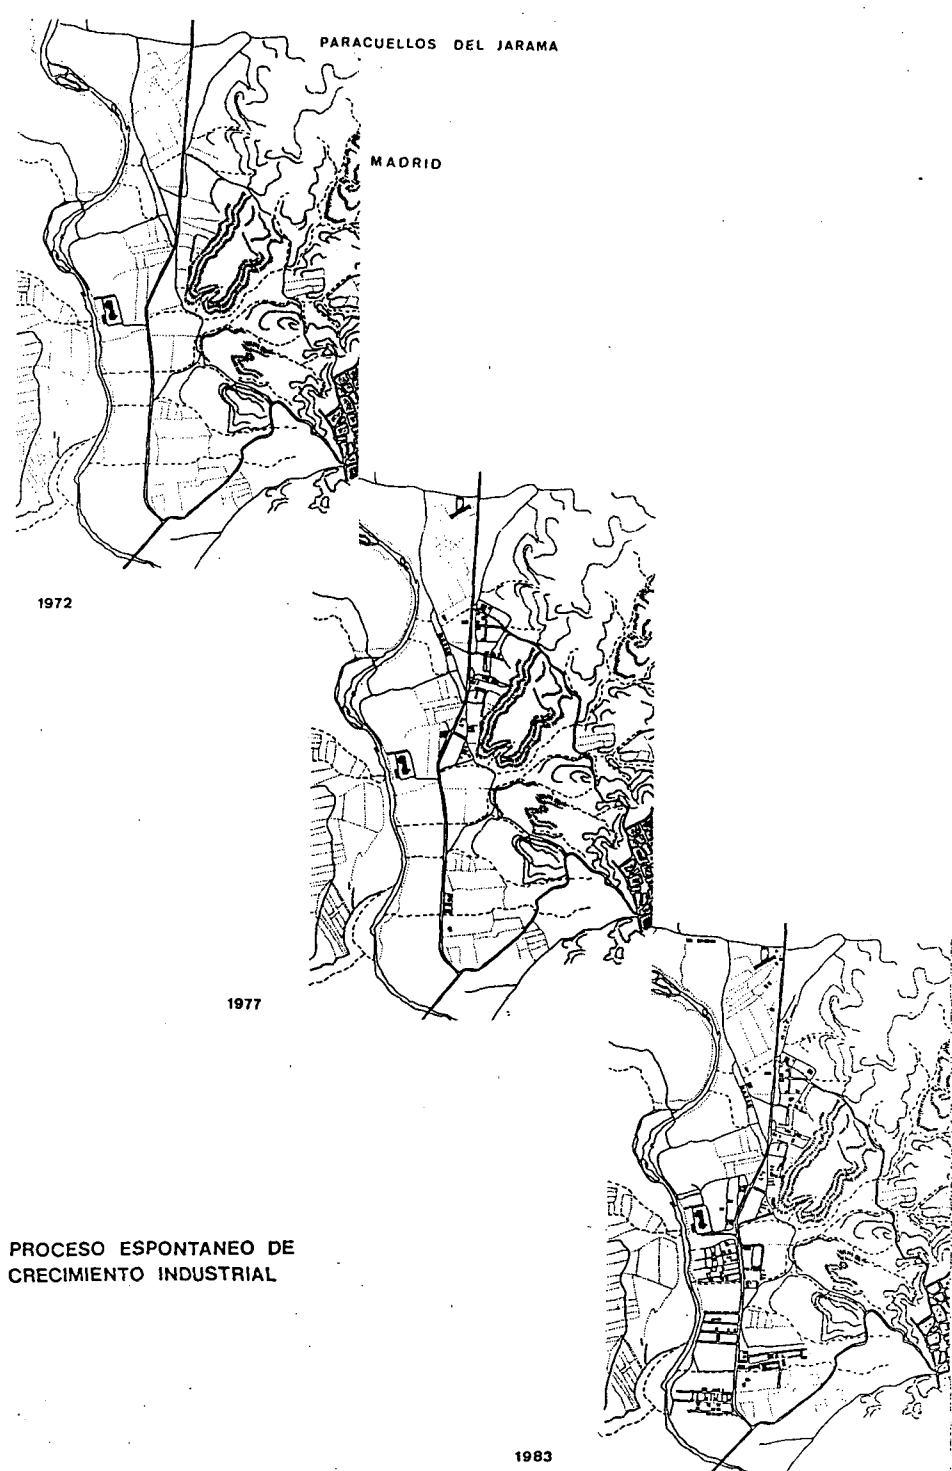 PARACUELLOS DEL JARAMA
MADRID
1972
1977
PROCESO ESPONTANEO DE
CRECIMIENTO INDUSTRIAL
1983